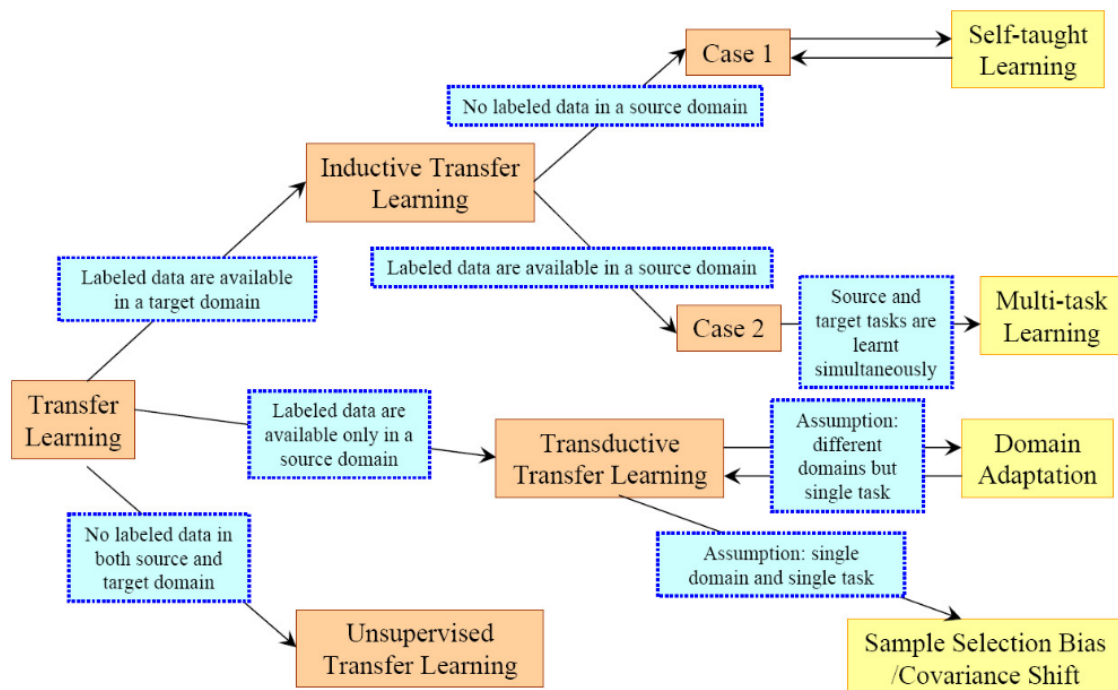 Case 1
Self-taught
Learning
No labeled data in a source domain
Inductive Transfer
Learning
Labeled data are available
in a target domain
Labeled data are available in a source domain
Case 2
Source and
target tasks are
learnt
simultaneously
Multi-task
Learning
Transfer
Learning
Labeled data are
available only in a
source domain
Transductive
Transfer Learning
Assumption:
different
domains but
single task
Domain
Adaptation
No labeled data in
both source and
target domain
Assumption: single
domain and single task
Unsupervised
Transfer Learning
Sample Selection Bias
/Covariance Shift